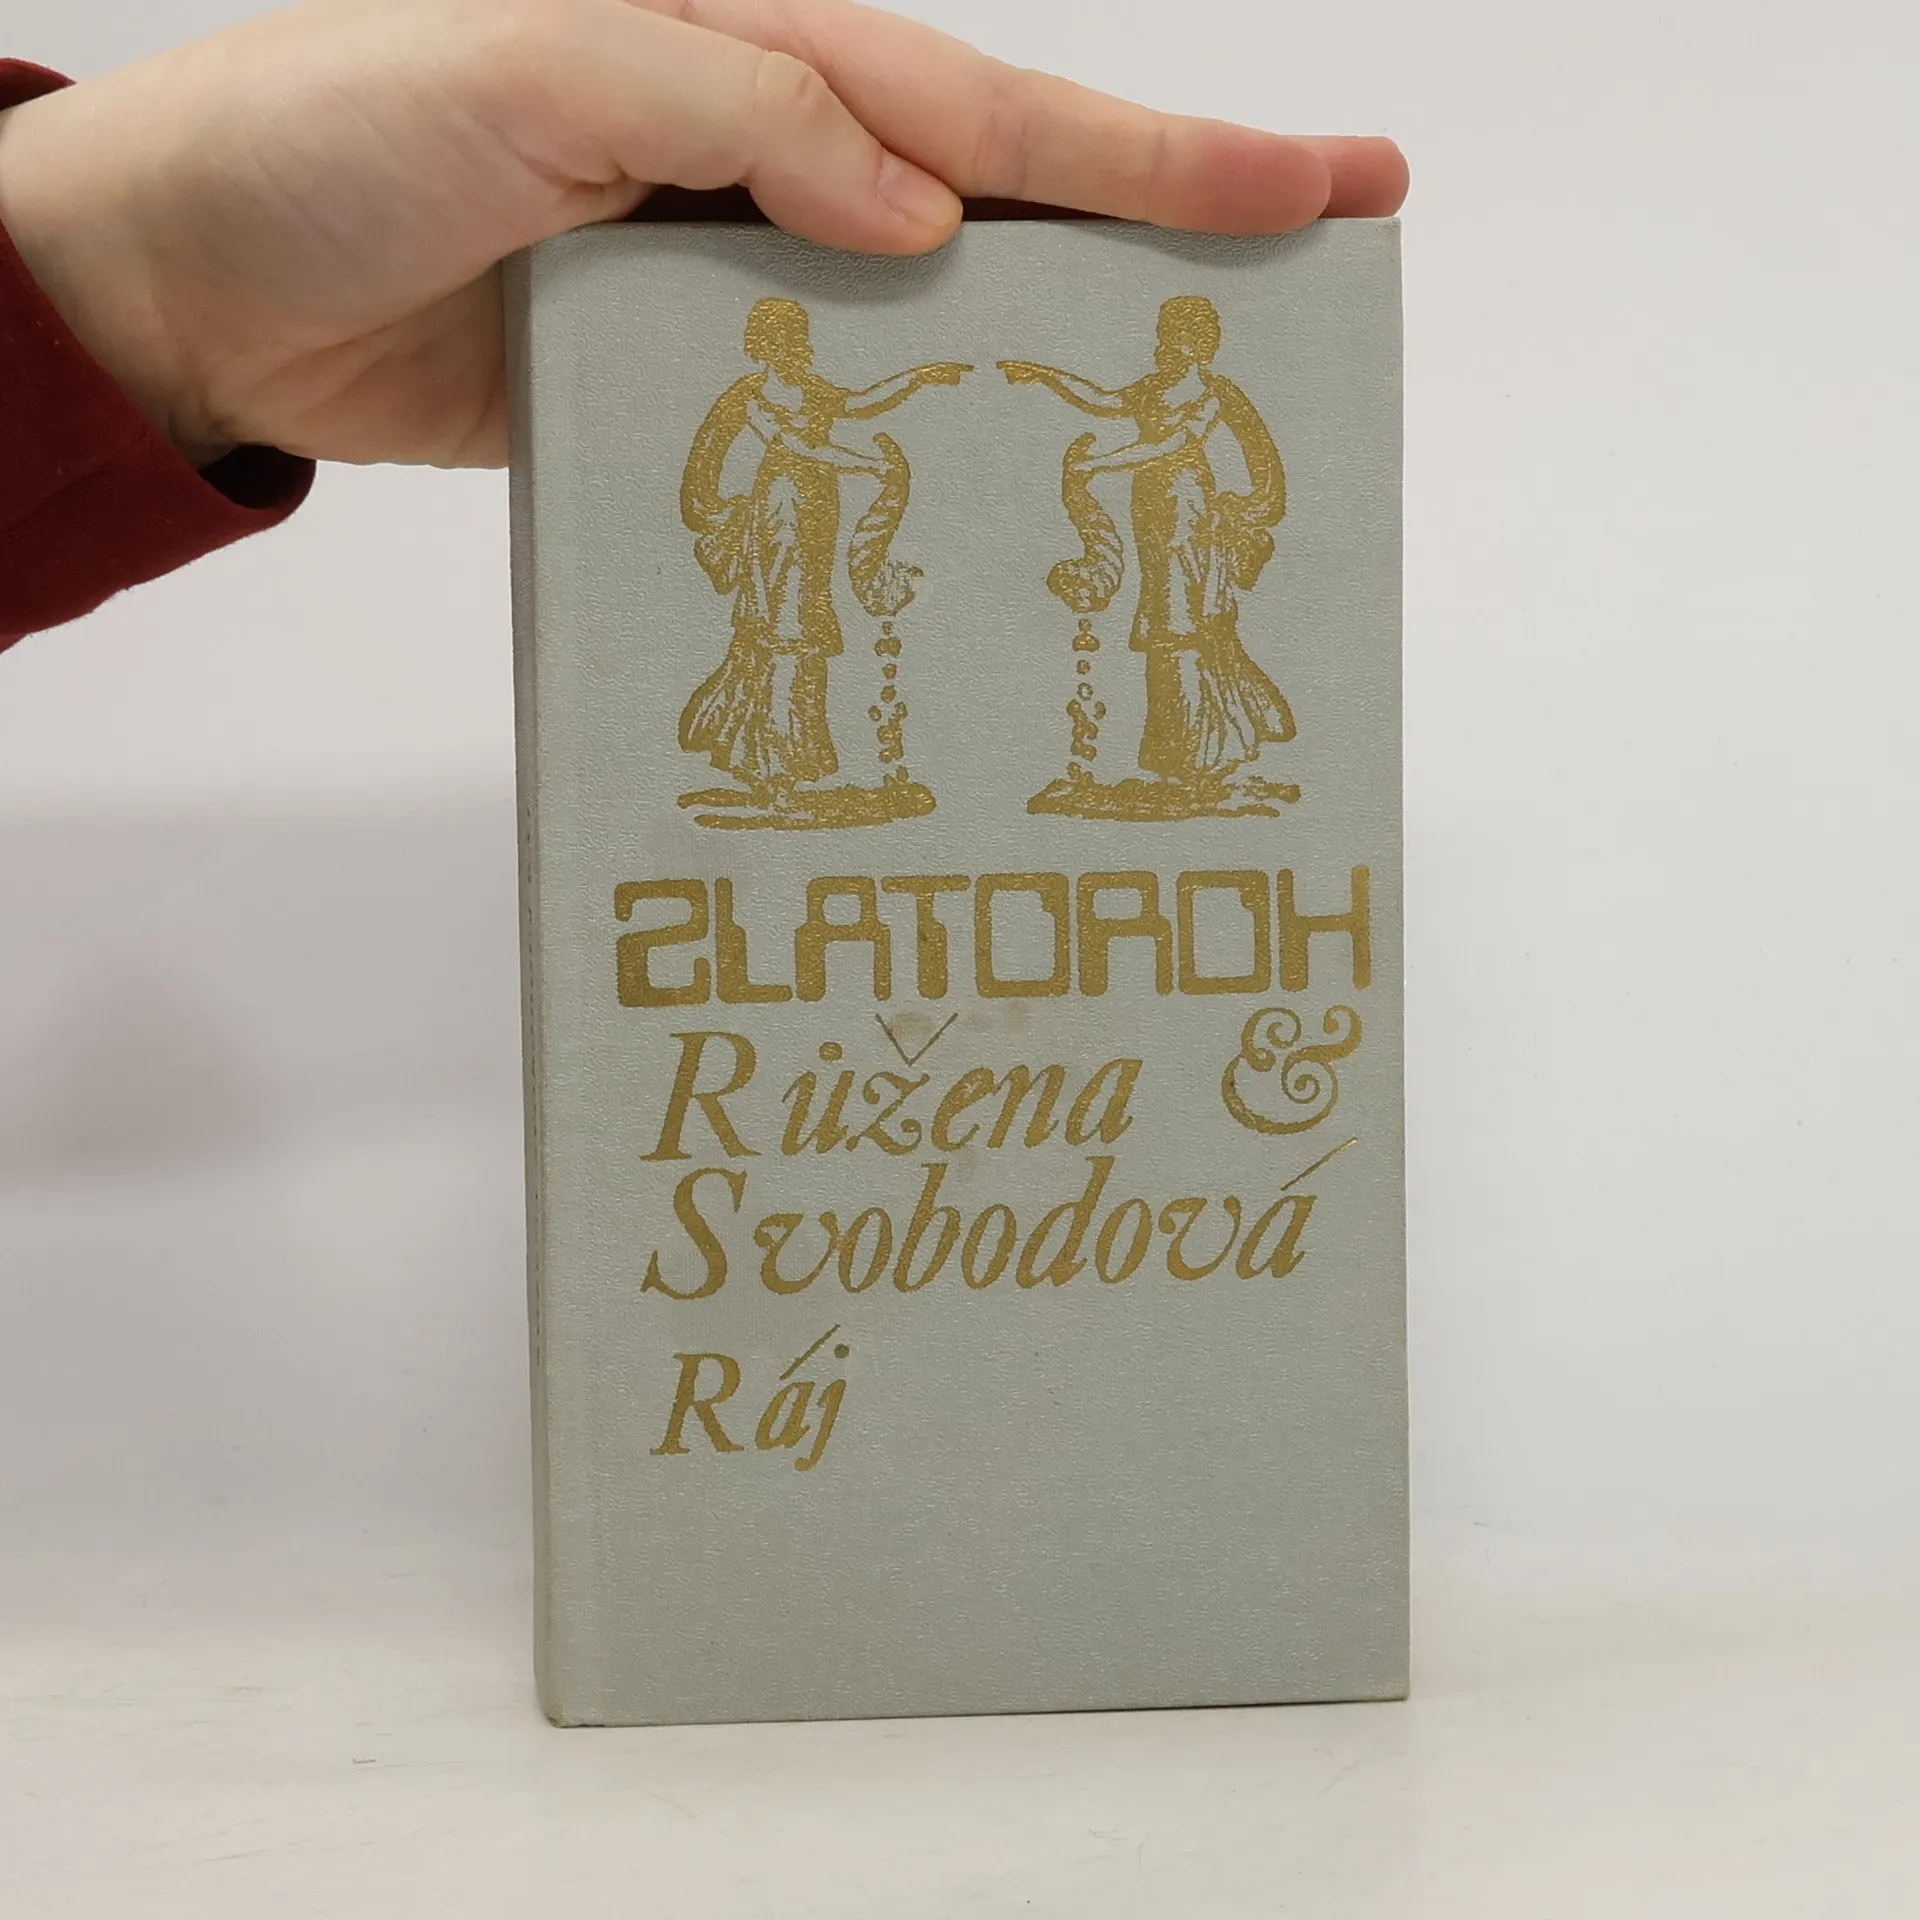 ZLATOROH
Růžena &
Svobodová
Ráj